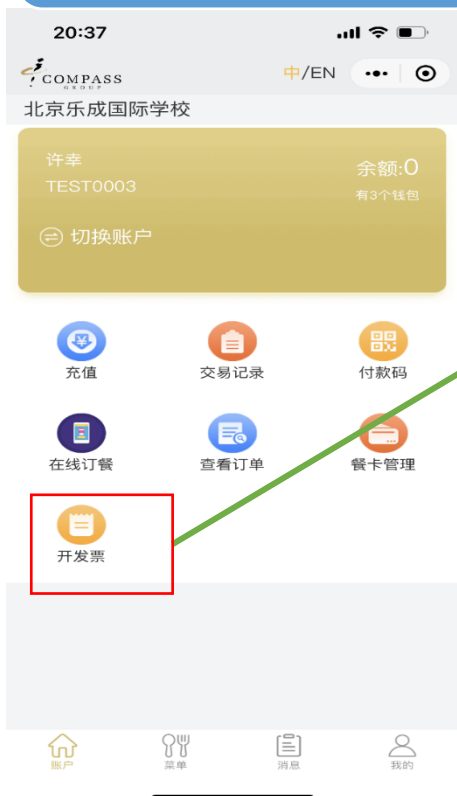 20:37
COMPASS
GROUP
中/EN
北京乐成国际学校
许幸
余额:0
TEST0003
有3个钱包
切换账户
充值
交易记录
付款码
在线订餐
查看订单
餐卡管理
开发票
账户
菜单
消息
我的